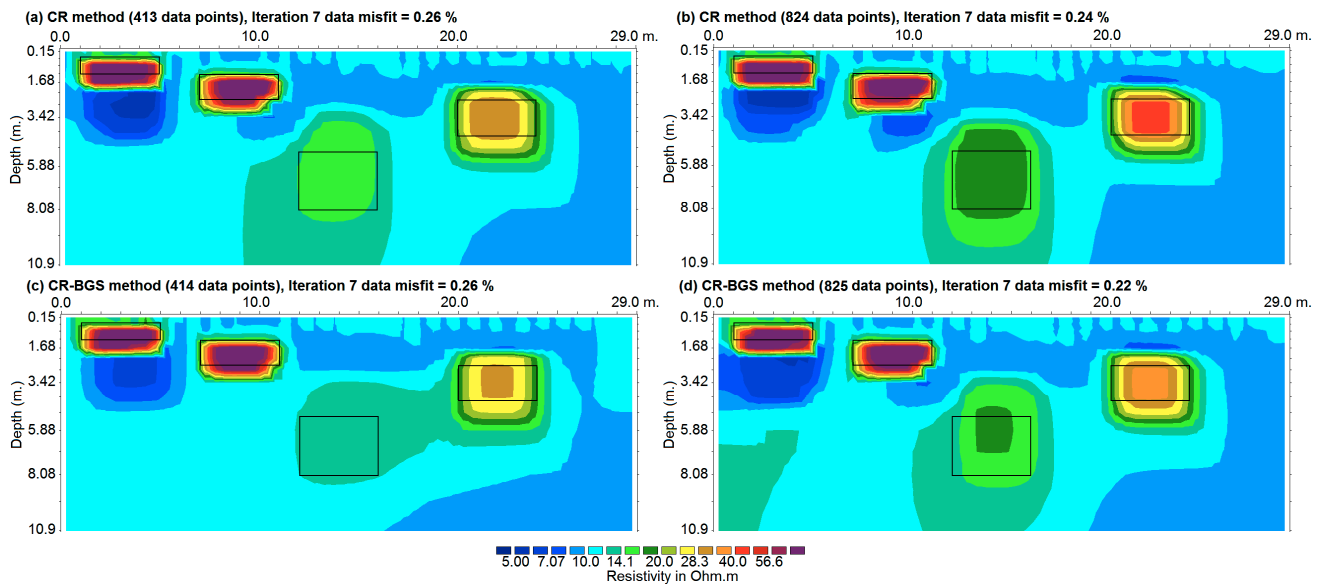 (a) CR method (413 data points), Iteration 7 data misfit = 0.26 %
0.0 10.0 20.0 29.0 m.
0.15
1.68
3.42
5.88
8.08
10.9
Depth (m.)
(b) CR method (824 data points), Iteration 7 data misfit = 0.24 %
0.0 10.0 20.0 29.0 m.
0.15
1.68
3.42
5.88
8.08
10.9
Depth (m.)
(c) CR-BGS method (414 data points), Iteration 7 data misfit = 0.26 %
0.0 10.0 20.0 29.0 m.
0.15
1.68
3.42
5.88
8.08
10.9
Depth (m.)
(d) CR-BGS method (825 data points), Iteration 7 data misfit = 0.22 %
0.0 10.0 20.0 29.0 m.
0.15
1.68
3.42
5.88
8.08
10.9
Depth (m.)
5.00 7.07 10.0 14.1 20.0 28.3 40.0 56.6
Resistivity in Ohm.m